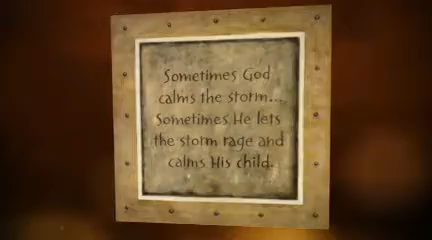 Sometimes God
calms the storm...
Sometimes He lets
the storm rage and
calms His child.